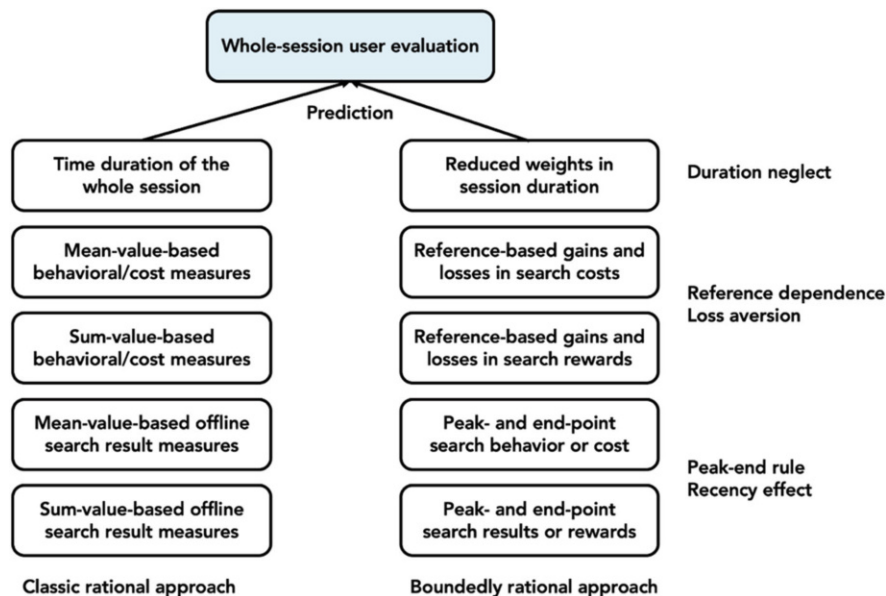 Whole-session user evaluation
Prediction
Time duration of the
whole session
Reduced weights in
session duration
Duration neglect
Mean-value-based
behavioral/cost measures
Reference-based gains and
losses in search costs
Reference dependence
Loss aversion
Sum-value-based
behavioral/cost measures
Reference-based gains and
losses in search rewards
Mean-value-based offline
search result measures
Peak- and end-point
search behavior or cost
Peak-end rule
Recency effect
Sum-value-based offline
search result measures
Peak- and end-point
search results or rewards
Classic rational approach
Boundedly rational approach